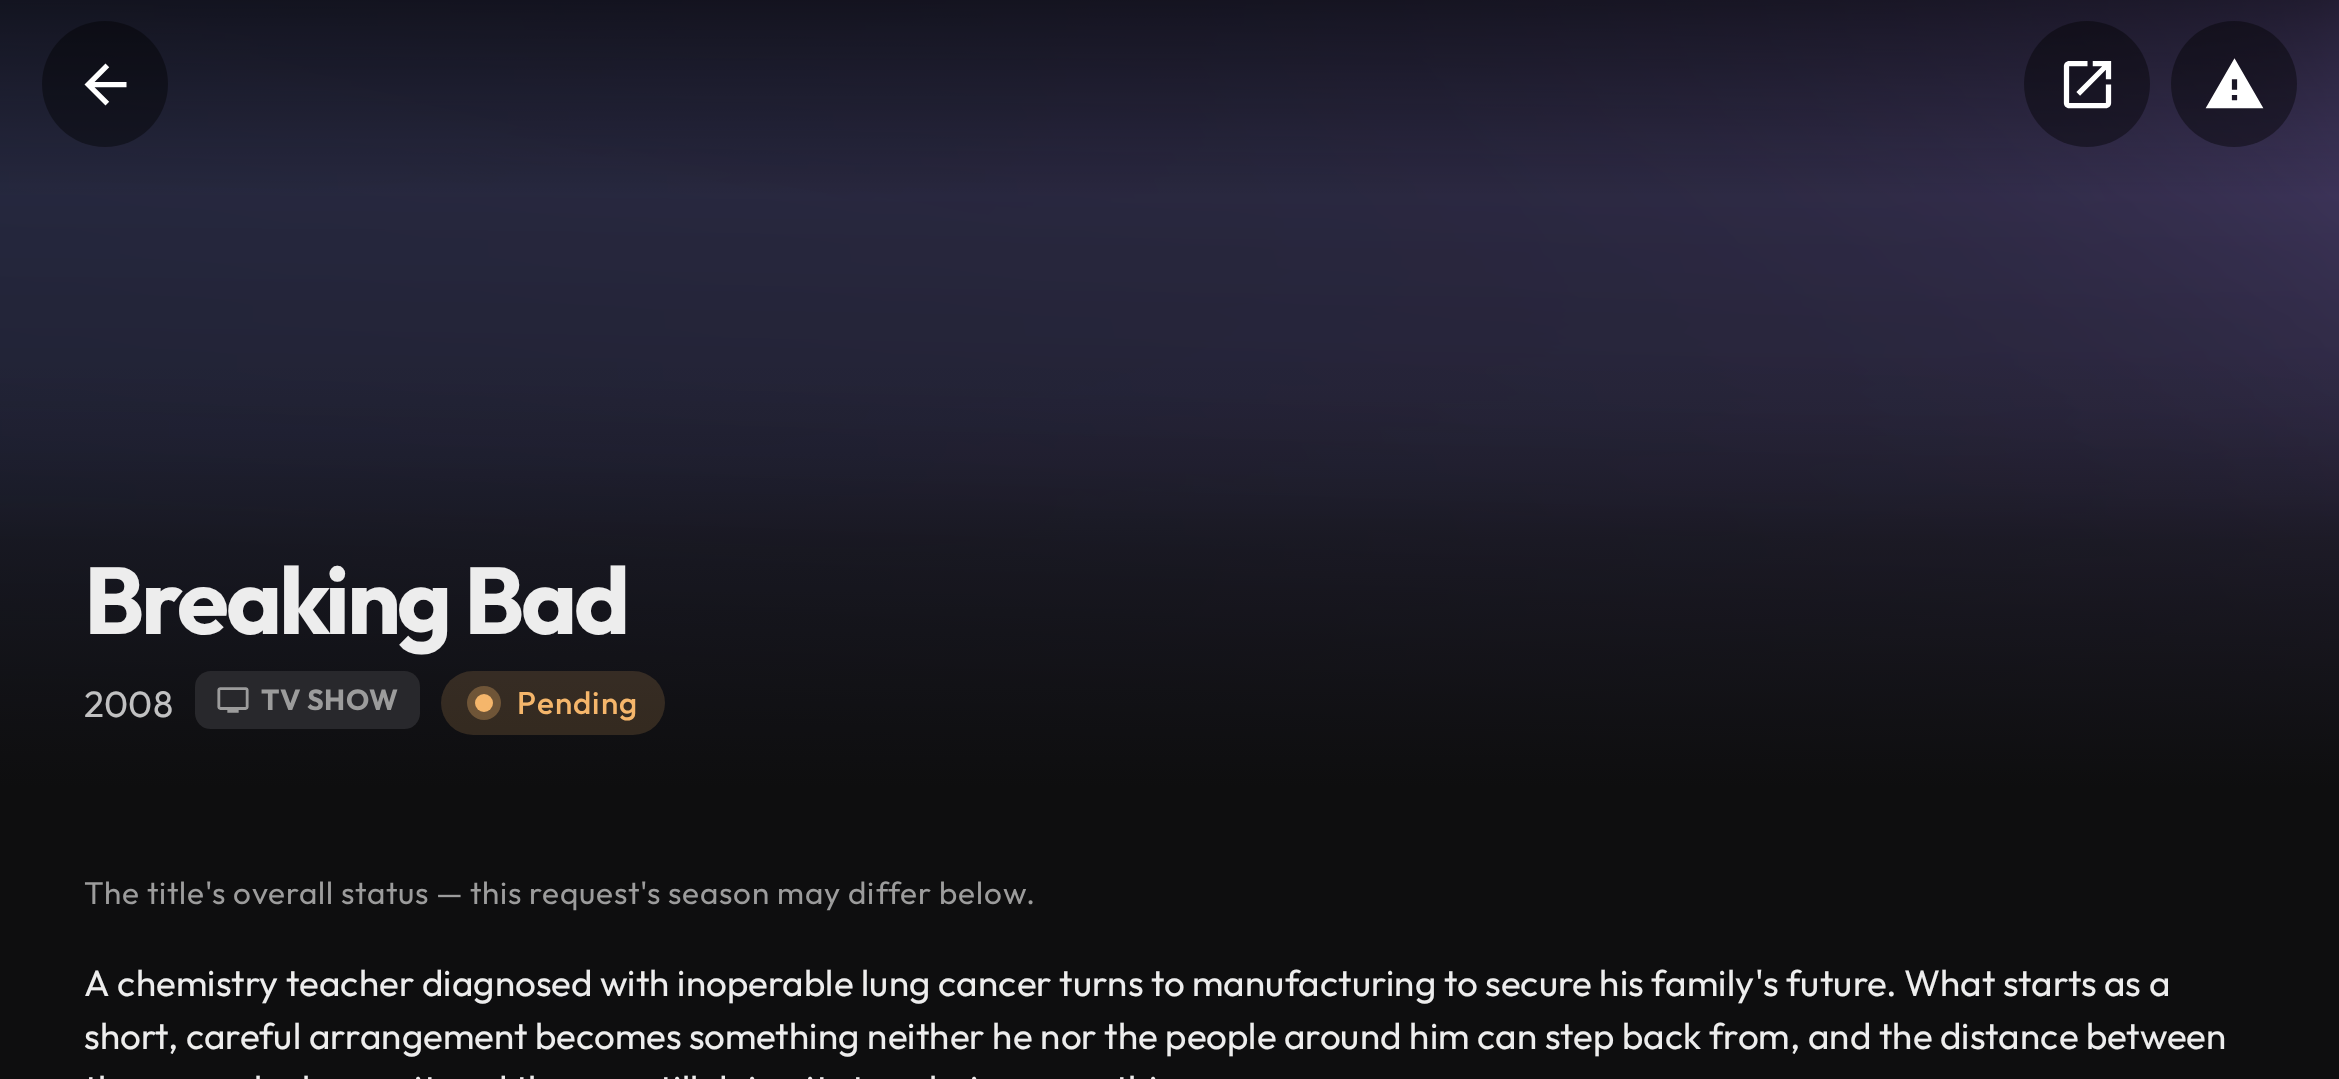 Breaking Bad
2008 TV SHOW Pending
The title's overall status — this request's season may differ below.
A chemistry teacher diagnosed with inoperable lung cancer turns to manufacturing to secure his family's future. What starts as a
short, careful arrangement becomes something neither he nor the people around him can step back from, and the distance between